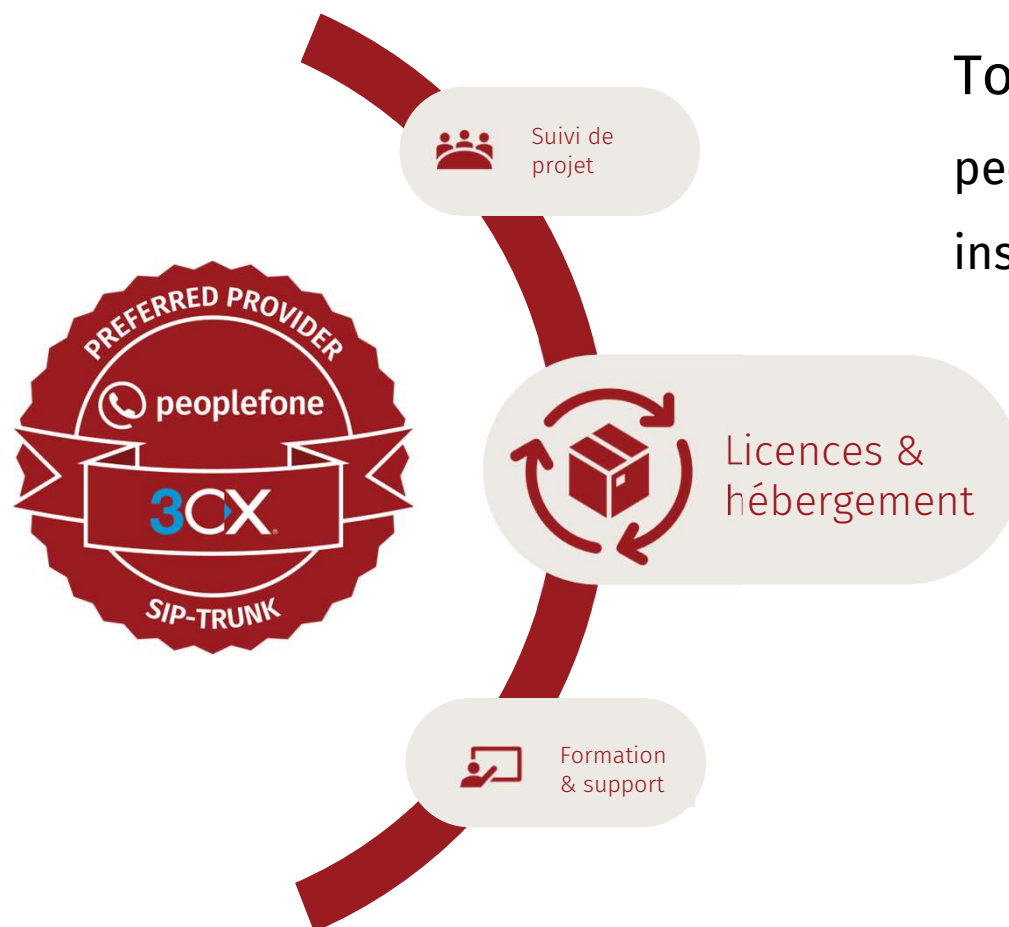 Suivi de
projet
PREFERRED PROVIDER
peoplefone
3CX
SIP-TRUNK
Licences &
hébergement
Formation
& support